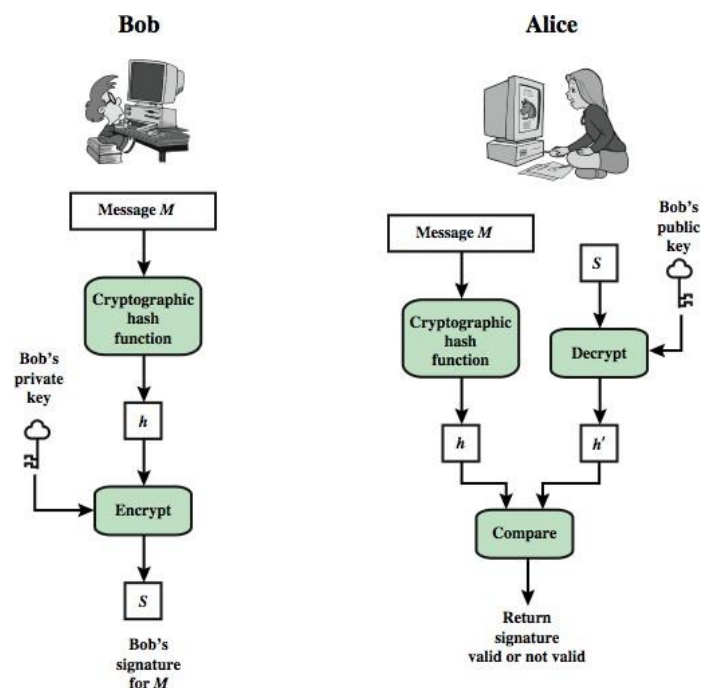 Bob
Message M
Cryptographic
hash
function
Bob's
private
key
h
Encrypt
S
Bob's
signature
for M
Alice
Message M
Bob's
public
key
S
Cryptographic
hash
function
Decrypt
h
h'
Compare
Return
signature
valid or not valid